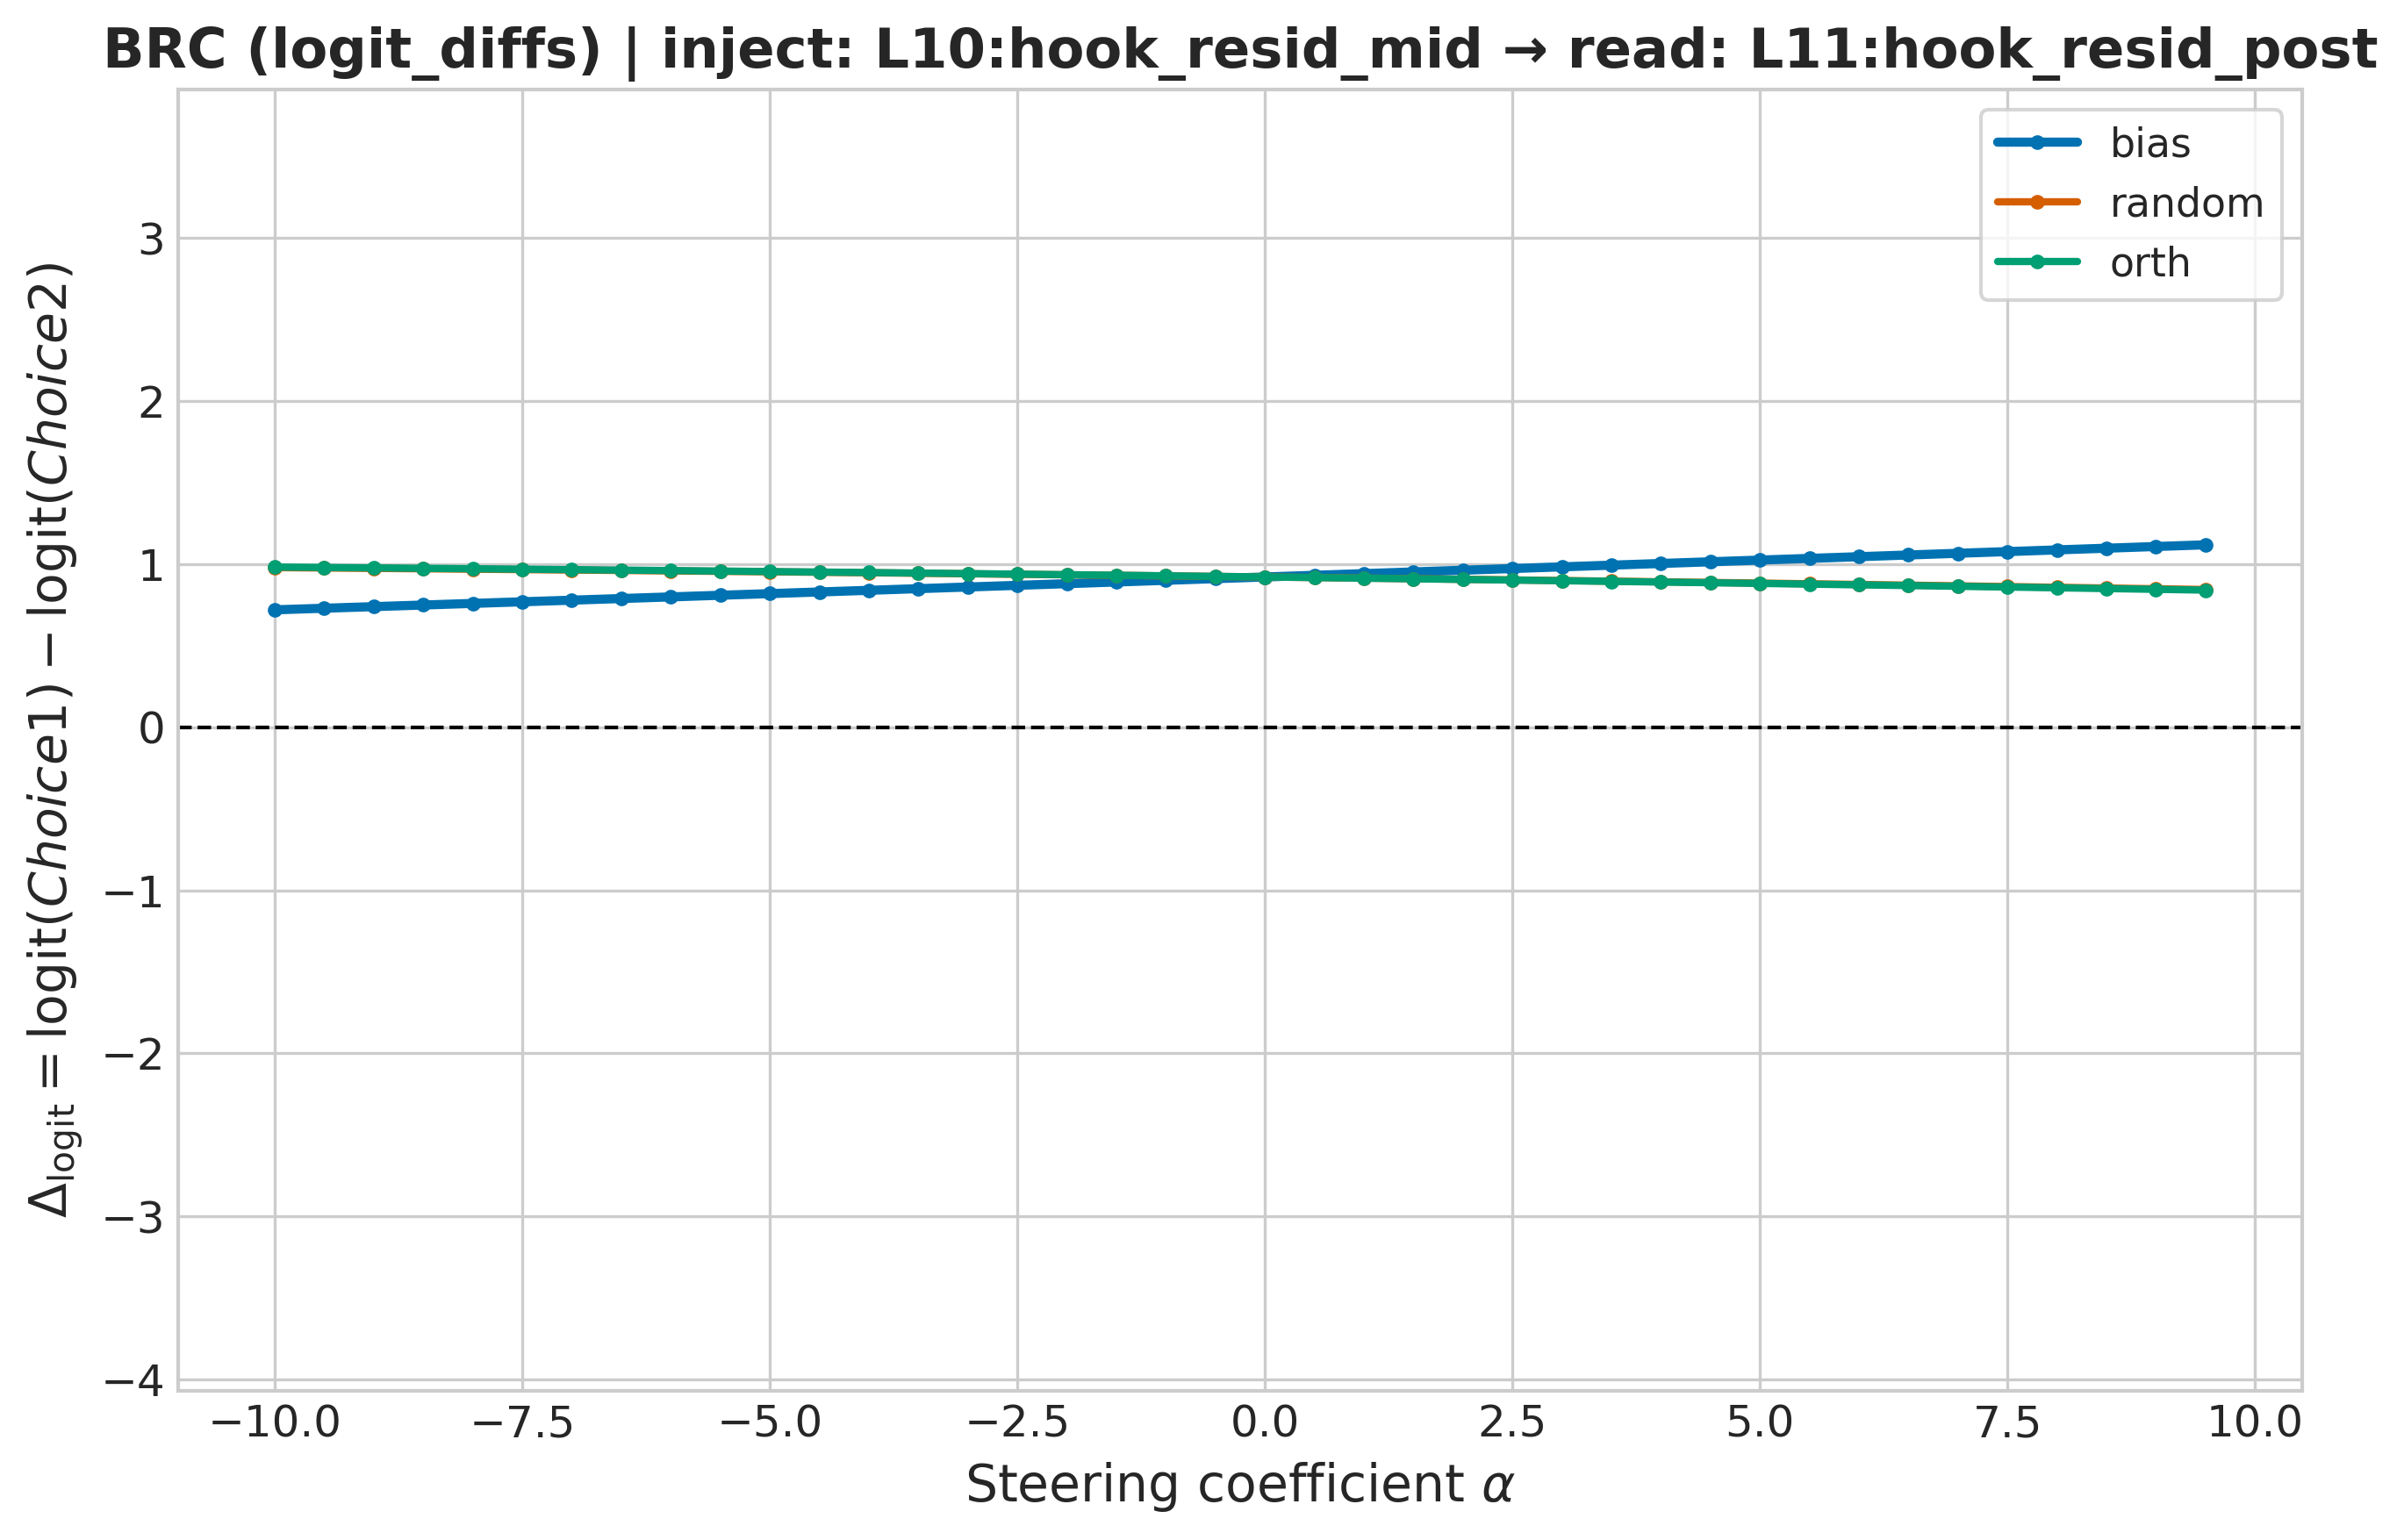 BRC (logit_diffs) | inject: L10:hook_resid_mid → read: L11:hook_resid_post
Δlogit = logit(Choice1) − logit(Choice2)
bias
random
orth
3
2
1
0
−1
−2
−3
−4
−10.0 −7.5 −5.0 −2.5 0.0 2.5 5.0 7.5 10.0
Steering coefficient α